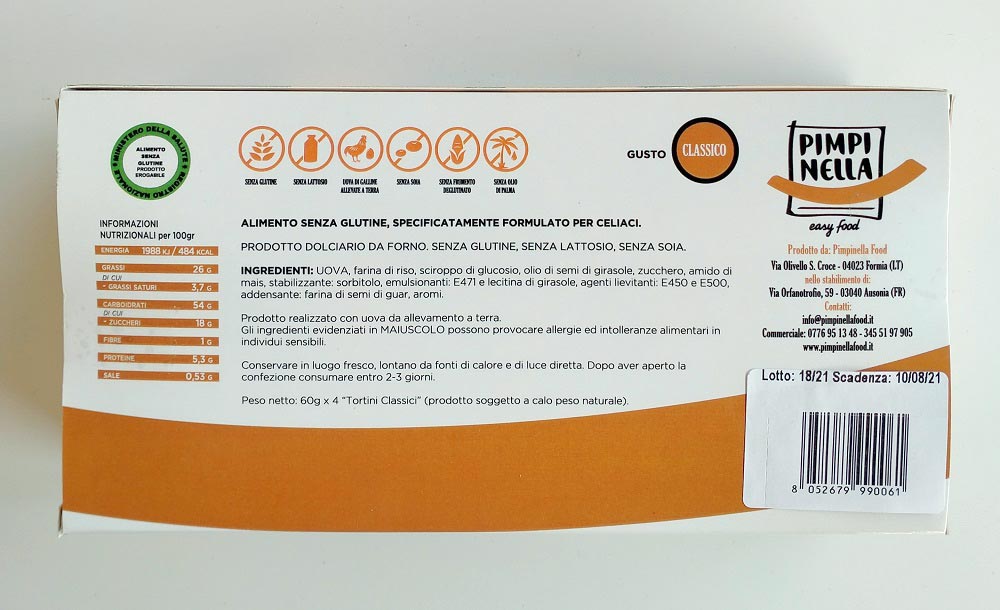 MINISTERO DELLA SALUTE • REGISTRO NAZIONALE •
ALIMENTO
SENZA
GLUTINE
PRODOTTO
EROGABILE
SENZA GLUTINE
SENZA LATTOSIO
UOVA DI GALLINE
ALLEVATE A TERRA
SENZA SOIA
SENZA FRUMENTO
DEGLUTINATO
SENZA OLIO
DI PALMA
GUSTO CLASSICO
PIMPI
NELLA
easy food
INFORMAZIONI
NUTRIZIONALI per 100gr
ENERGIA 1988 KJ / 484 KCAL
GRASSI 26 G
DI CUI
- GRASSI SATURI 3,7 G
CARBOIDRATI 54 G
DI CUI
- ZUCCHERI 18 G
FIBRE 1 G
PROTEINE 5,3 G
SALE 0,53 G
ALIMENTO SENZA GLUTINE, SPECIFICATAMENTE FORMULATO PER CELIACI.
PRODOTTO DOLCIARIO DA FORNO. SENZA GLUTINE, SENZA LATTOSIO, SENZA SOIA.
INGREDIENTI: UOVA, farina di riso, sciroppo di glucosio, olio di semi di girasole, zucchero, amido di
mais, stabilizzante: sorbitolo, emulsionanti: E471 e lecitina di girasole, agenti lievitanti: E450 e E500,
addensante: farina di semi di guar, aromi.
Prodotto realizzato con uova da allevamento a terra.
Gli ingredienti evidenziati in MAIUSCOLO possono provocare allergie ed intolleranze alimentari in
individui sensibili.
Conservare in luogo fresco, lontano da fonti di calore e di luce diretta. Dopo aver aperto la
confezione consumare entro 2-3 giorni.
Peso netto: 60g x 4 “Tortini Classici” (prodotto soggetto a calo peso naturale).
Prodotto da: Pimpinella Food
Via Olivello S. Croce - 04023 Formia (LT)
nello stabilimento di:
Via Orfanotrofio, 59 - 03040 Ausonia (FR)
Contatti:
info@pimpinellafood.it
Commerciale: 0776 95 13 48 - 345 51 97 905
www.pimpinellafood.it
Lotto: 18/21 Scadenza: 10/08/21
8 052679 990061